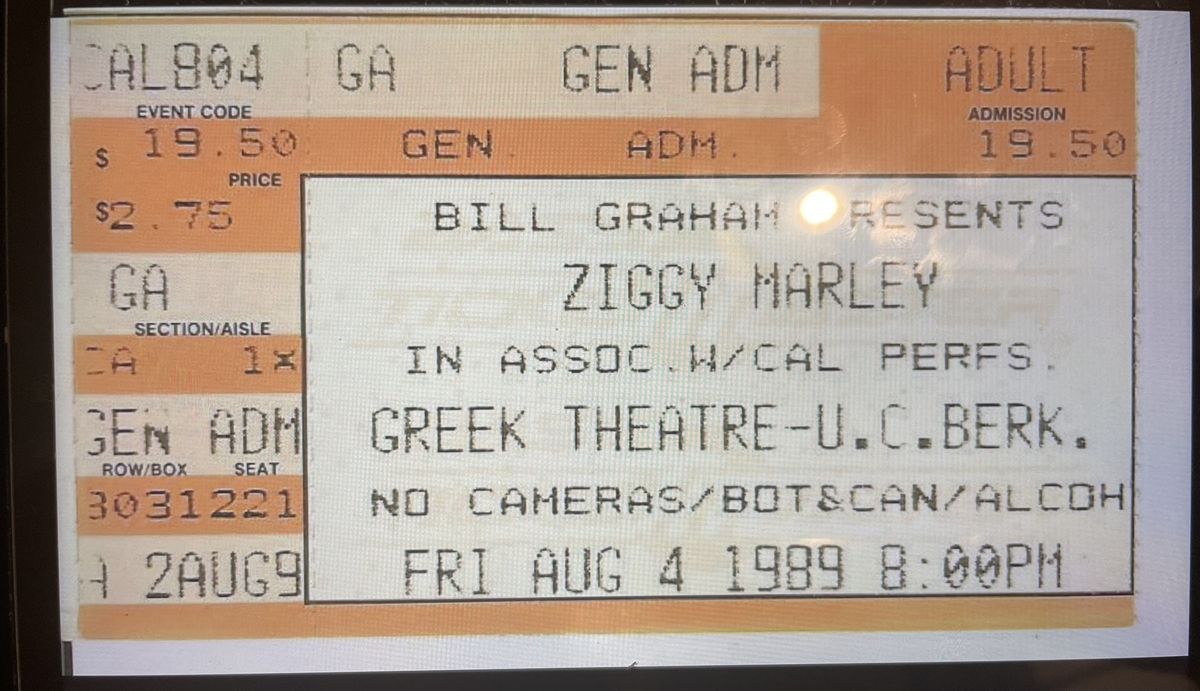 CAL804 GA GEN ADM ADULT
EVENT CODE ADMISSION
$ 19.50 GEN. ADM. 19.50
PRICE
$2.75
BILL GRAHAM RESENTS
ZIGGY MARLEY
GA
SECTION/AISLE
CA 1x IN ASSOC.W/CAL PERFS.
GEN ADM GREEK THEATRE-U.C.BERK.
ROW/BOX SEAT
3031221 NO CAMERAS/BOT&CAN/ALCOH
A 2AUG9 FRI AUG 4 1989 8:00PM